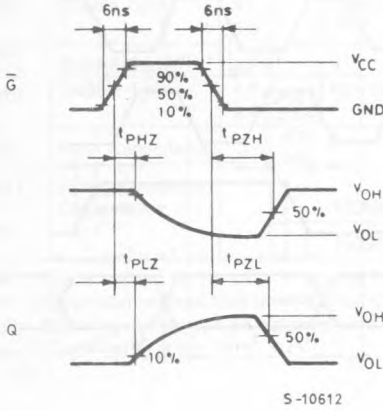 6ns 6ns
G̅
VCC
90%
50%
10%
GND
tPHZ tPZH
VOH
50%
VOL
tPLZ tPZL
Q
VOH
50%
10%
VOL
S-10612